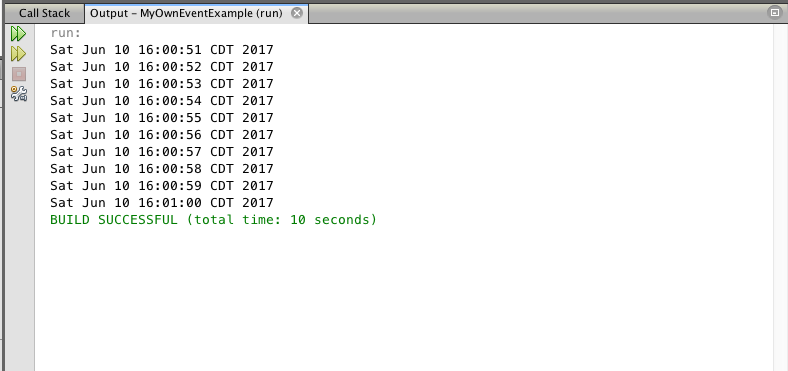 Call Stack
Output – MyOwnEventExample (run)
run:
Sat Jun 10 16:00:51 CDT 2017
Sat Jun 10 16:00:52 CDT 2017
Sat Jun 10 16:00:53 CDT 2017
Sat Jun 10 16:00:54 CDT 2017
Sat Jun 10 16:00:55 CDT 2017
Sat Jun 10 16:00:56 CDT 2017
Sat Jun 10 16:00:57 CDT 2017
Sat Jun 10 16:00:58 CDT 2017
Sat Jun 10 16:00:59 CDT 2017
Sat Jun 10 16:01:00 CDT 2017
BUILD SUCCESSFUL (total time: 10 seconds)